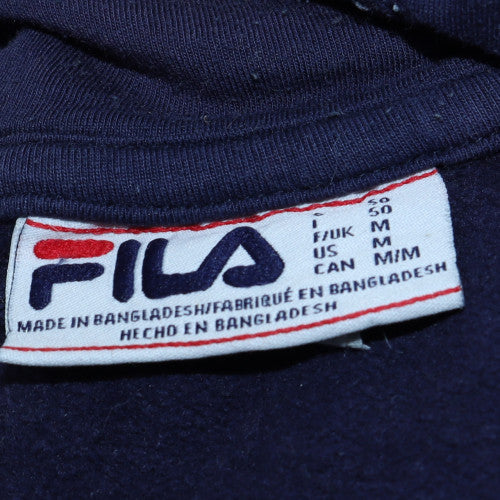 FILA
I 50
F/UK M
US M
CAN M/M
MADE IN BANGLADESH/FABRIQUÉ EN BANGLADESH
HECHO EN BANGLADESH